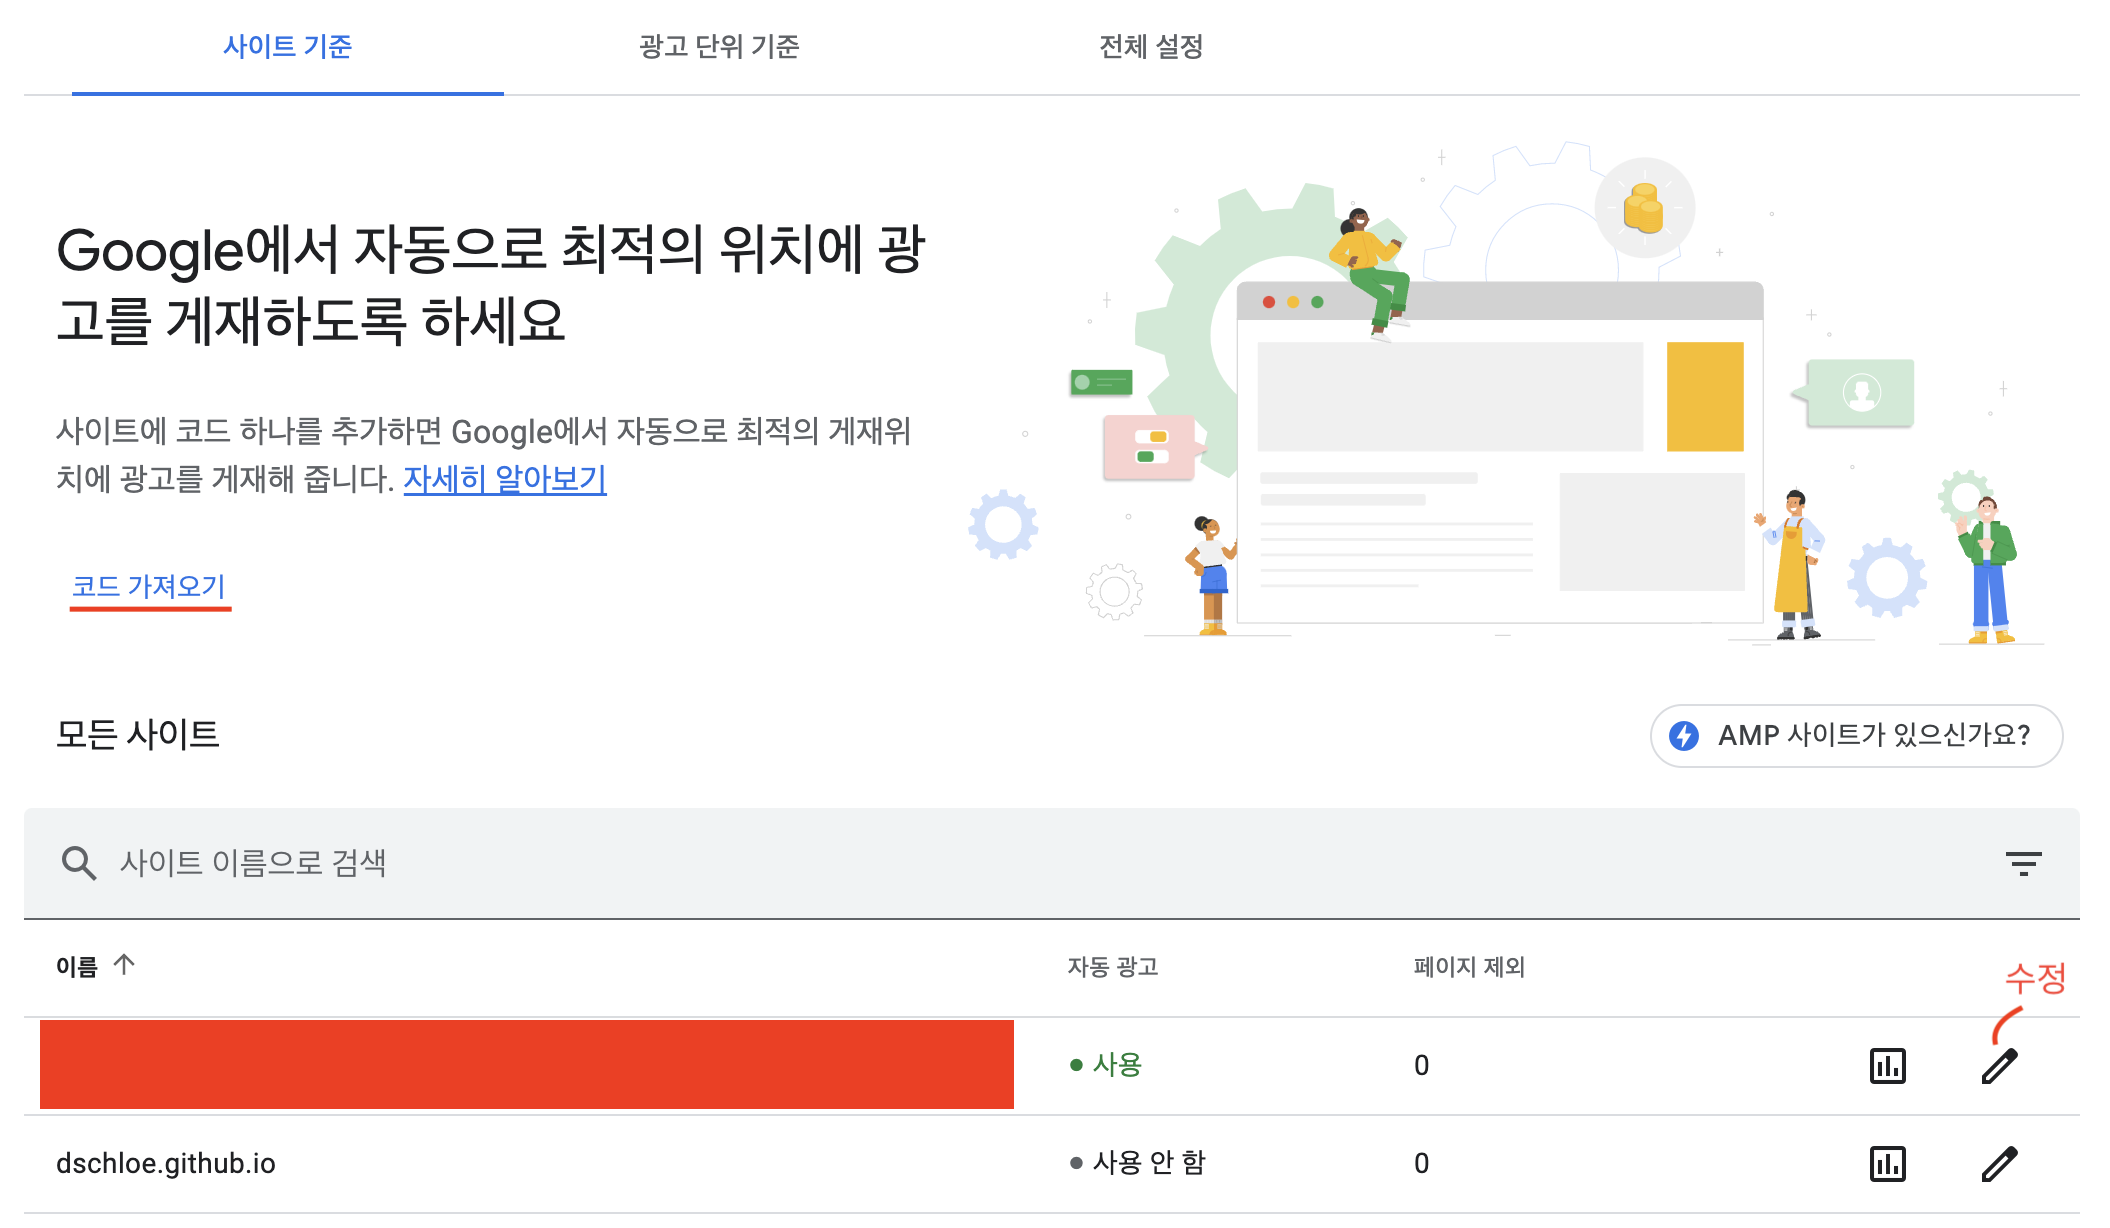 사이트 기준 광고 단위 기준 전체 설정
Google에서 자동으로 최적의 위치에 광
고를 게재하도록 하세요
사이트에 코드 하나를 추가하면 Google에서 자동으로 최적의 게재위
치에 광고를 게재해 줍니다. 자세히 알아보기
코드 가져오기
모든 사이트 AMP 사이트가 있으신가요?
사이트 이름으로 검색
이름 자동 광고 페이지 제외 수정
사용 0
dschloe.github.io 사용 안 함 0